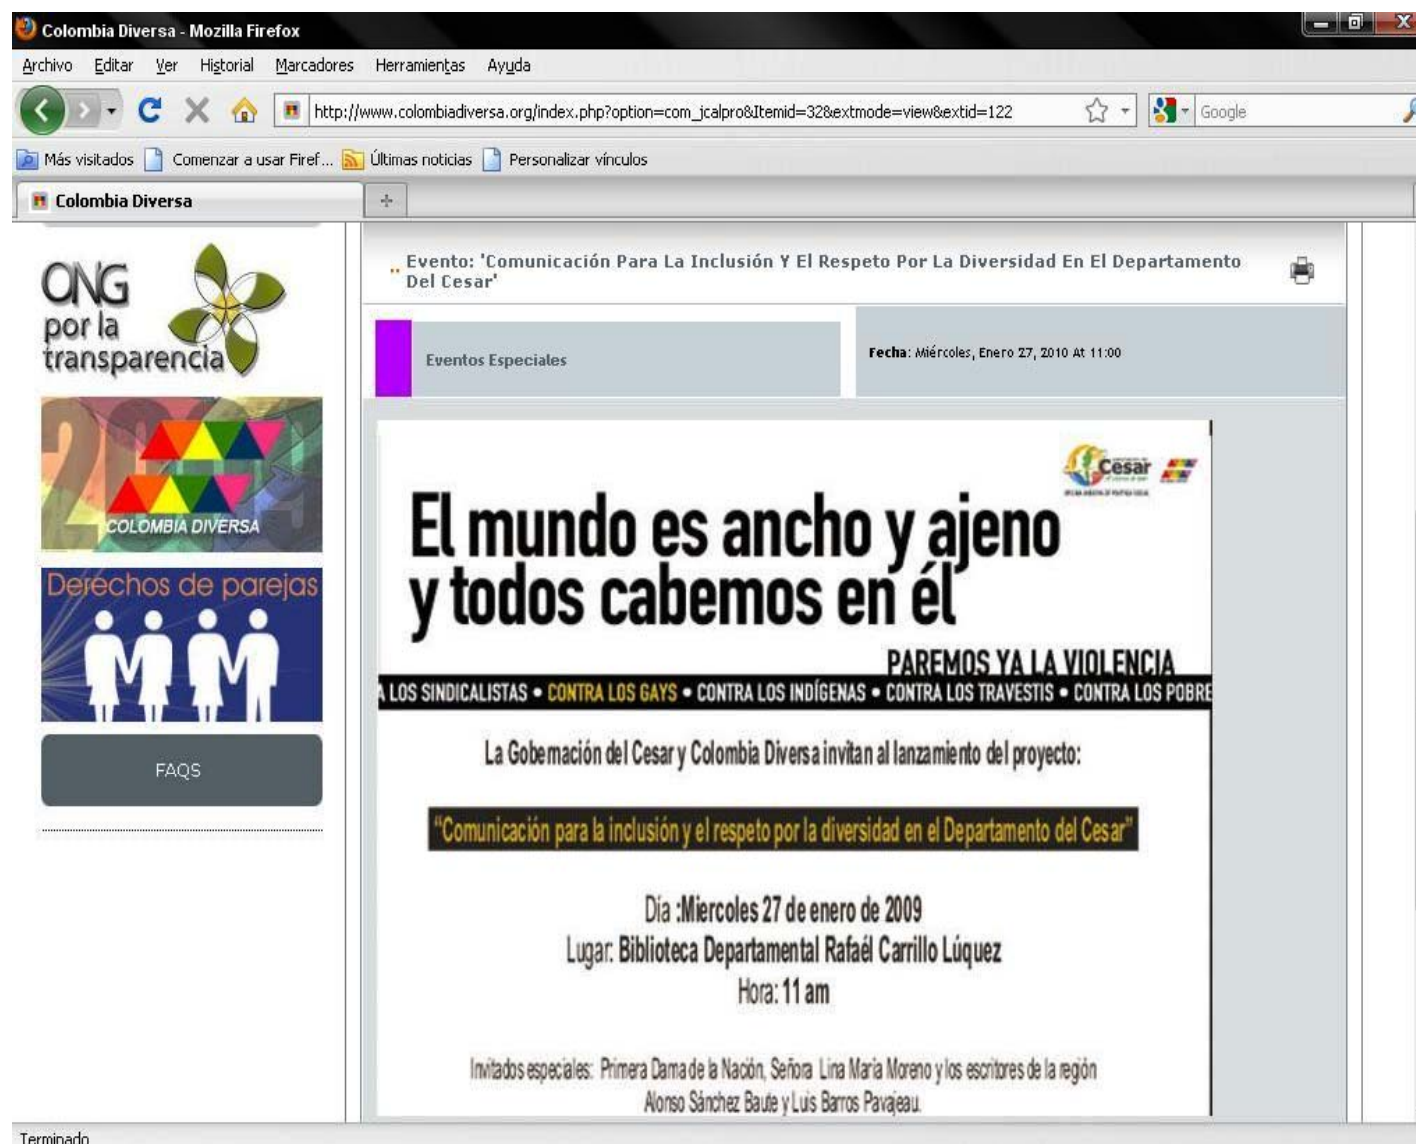 Colombia Diversa - Mozilla Firefox
Archivo Editar Ver Historial Marcadores Herramientas Ayuda
http://www.colombiadiversa.org/index.php?option=com_jcalpro&Itemid=32&extmode=view&extid=122
Google
Más visitados Comenzar a usar Firef... Últimas noticias Personalizar vínculos
Colombia Diversa
ONG
por la
transparencia
2009
COLOMBIA DIVERSA
Derechos de parejas
FAQS
Evento: 'Comunicación Para La Inclusión Y El Respeto Por La Diversidad En El Departamento
Del Cesar'
Eventos Especiales
Fecha: Miércoles, Enero 27, 2010 At 11:00
Cesar
El mundo es ancho y ajeno
y todos cabemos en él
PAREMOS YA LA VIOLENCIA
A LOS SINDICALISTAS • CONTRA LOS GAYS • CONTRA LOS INDÍGENAS • CONTRA LOS TRAVESTIS • CONTRA LOS POBRE
La Gobernación del Cesar y Colombia Diversa invitan al lanzamiento del proyecto:
"Comunicación para la inclusión y el respeto por la diversidad en el Departamento del Cesar"
Día :Miercoles 27 de enero de 2009
Lugar: Biblioteca Departamental Rafaél Carrillo Lúquez
Hora: 11 am
Invitados especiales: Primera Dama de la Nación, Señora Lina María Moreno y los escritores de la región
Alonso Sánchez Baute y Luis Barros Pavajeau.
Terminado